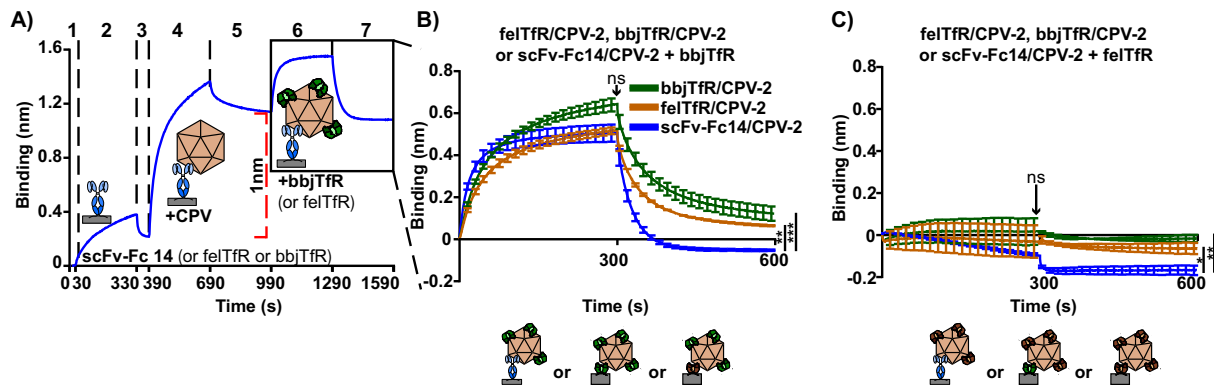 A)
1 2 3 4 5 6 7
Binding (nm)
1.6
1.2
0.8
0.4
0
1nm
+CPV
+bbjTfR
(or felTfR)
scFv-Fc 14 (or felTfR or bbjTfR)
0 30 330 390 690 990 1290 1590
Time (s)
B)
felTfR/CPV-2, bbjTfR/CPV-2
or scFv-Fc14/CPV-2 + bbjTfR
Binding (nm)
0.8
0.6
0.4
0.2
0
-0.2
ns
bbjTfR/CPV-2
felTfR/CPV-2
scFv-Fc14/CPV-2
**
***
300 600
Time (s)
or or
C)
felTfR/CPV-2, bbjTfR/CPV-2
or scFv-Fc14/CPV-2 + felTfR
Binding (nm)
0.8
0.6
0.4
0.2
0
-0.2
ns
*
**
300 600
Time (s)
or or